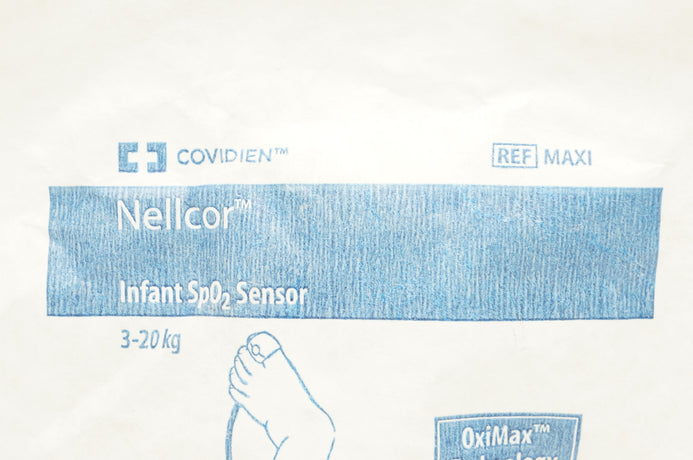 COVIDIEN™
REF MAXI
Nellcor™
Infant SpO₂ Sensor
3-20 kg
OxiMax™